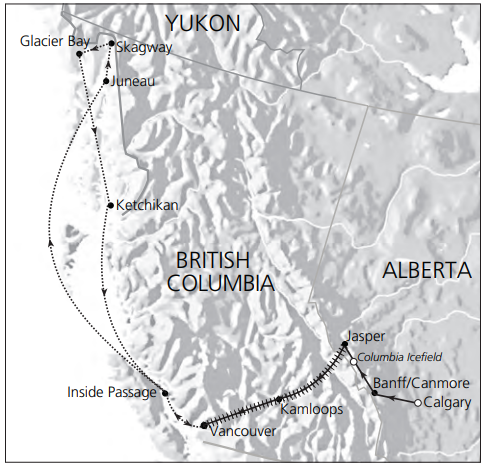 YUKON
Glacier Bay
Skagway
Juneau
Ketchikan
BRITISH
COLUMBIA
ALBERTA
Jasper
Columbia Icefield
Banff/Canmore
Inside Passage
Calgary
Kamloops
Vancouver